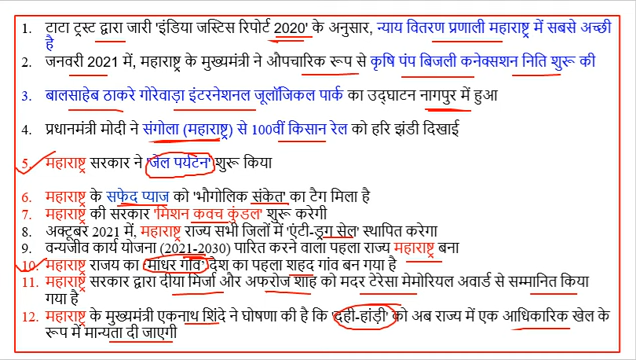 1. टाटा ट्रस्ट द्वारा जारी 'इंडिया जस्टिस रिपोर्ट 2020' के अनुसार, न्याय वितरण प्रणाली महाराष्ट्र में सबसे अच्छी
है
2. जनवरी 2021 में, महाराष्ट्र के मुख्यमंत्री ने औपचारिक रूप से कृषि पंप बिजली कनेक्सशन निति शुरू की
3. बालसाहेब ठाकरे गोरेवाड़ा इंटरनेशनल जूलॉजिकल पार्क का उद्घाटन नागपुर में हुआ
4. प्रधानमंत्री मोदी ने संगोला (महाराष्ट्र) से 100वीं किसान रेल को हरि झंडी दिखाई
5. महाराष्ट्र सरकार ने 'जेल पर्यटन' शुरू किया
6. महाराष्ट्र के सफेद प्याज को 'भौगोलिक संकेत' का टैग मिला है
7. महाराष्ट्र की सरकार 'मिशन कवच कुंडल' शुरू करेगी
8. अक्टूबर 2021 में, महाराष्ट्र राज्य सभी जिलों में 'एंटी-ड्रग सेल' स्थापित करेगा
9. वन्यजीव कार्य योजना (2021-2030) पारित करने वाला पहला राज्य महाराष्ट्र बना
10. महाराष्ट्र राजय का 'मांधर गांव' देश का पहला शहद गांव बन गया है
11. महाराष्ट्र सरकार द्वारा दीया मिर्जा और अफरोज शाह को मदर टेरेसा मेमोरियल अवार्ड से सम्मानित किया
गया है
12. महाराष्ट्र के मुख्यमंत्री एकनाथ शिंदे ने घोषणा की है कि 'दही-हांड़ी' को अब राज्य में एक आधिकारिक खेल के
रूप में मान्यता दी जाएगी